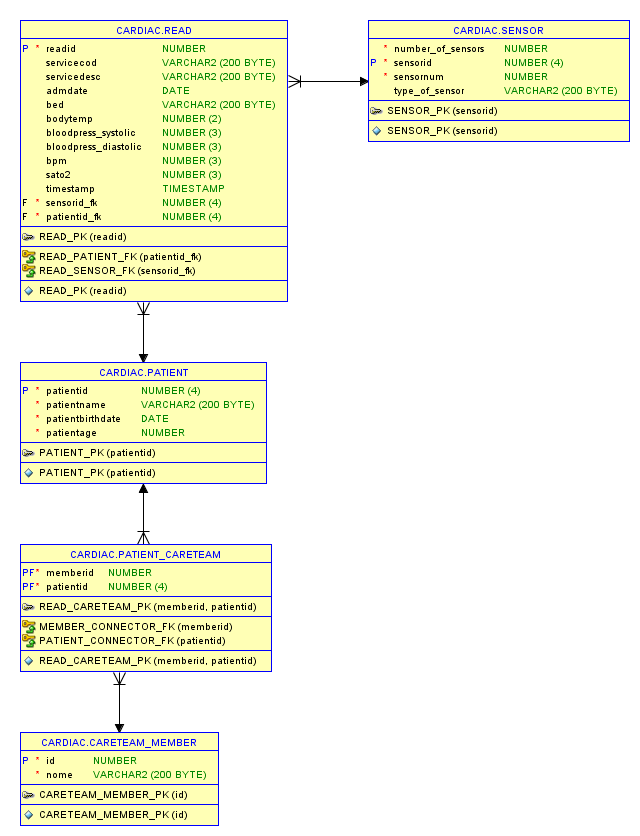 CARDIAC.READ
P * readid NUMBER
servicecod VARCHAR2 (200 BYTE)
servicedesc VARCHAR2 (200 BYTE)
admdate DATE
bed VARCHAR2 (200 BYTE)
bodytemp NUMBER (2)
bloodpress_systolic NUMBER (3)
bloodpress_diastolic NUMBER (3)
bpm NUMBER (3)
sato2 NUMBER (3)
timestamp TIMESTAMP
F * sensorid_fk NUMBER (4)
F * patientid_fk NUMBER (4)
READ_PK (readid)
READ_PATIENT_FK (patientid_fk)
READ_SENSOR_FK (sensorid_fk)
READ_PK (readid)
CARDIAC.SENSOR
* number_of_sensors NUMBER
P * sensorid NUMBER (4)
* sensornum NUMBER
type_of_sensor VARCHAR2 (200 BYTE)
SENSOR_PK (sensorid)
SENSOR_PK (sensorid)
CARDIAC.PATIENT
P * patientid NUMBER (4)
* patientname VARCHAR2 (200 BYTE)
* patientbirthdate DATE
* patientage NUMBER
PATIENT_PK (patientid)
PATIENT_PK (patientid)
CARDIAC.PATIENT_CARETEAM
PF* memberid NUMBER
PF* patientid NUMBER (4)
READ_CARETEAM_PK (memberid, patientid)
MEMBER_CONNECTOR_FK (memberid)
PATIENT_CONNECTOR_FK (patientid)
READ_CARETEAM_PK (memberid, patientid)
CARDIAC.CARETEAM_MEMBER
P * id NUMBER
* nome VARCHAR2 (200 BYTE)
CARETEAM_MEMBER_PK (id)
CARETEAM_MEMBER_PK (id)